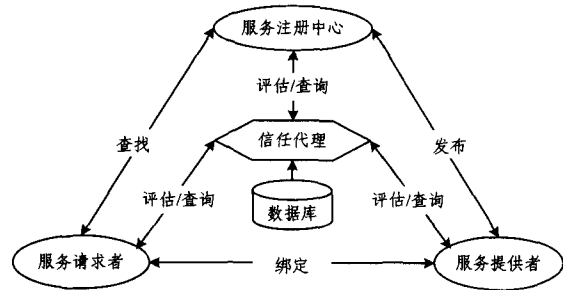 服务注册中心
评估/查询
查找
信任代理
发布
评估/查询
数据库
评估/查询
服务请求者
绑定
服务提供者